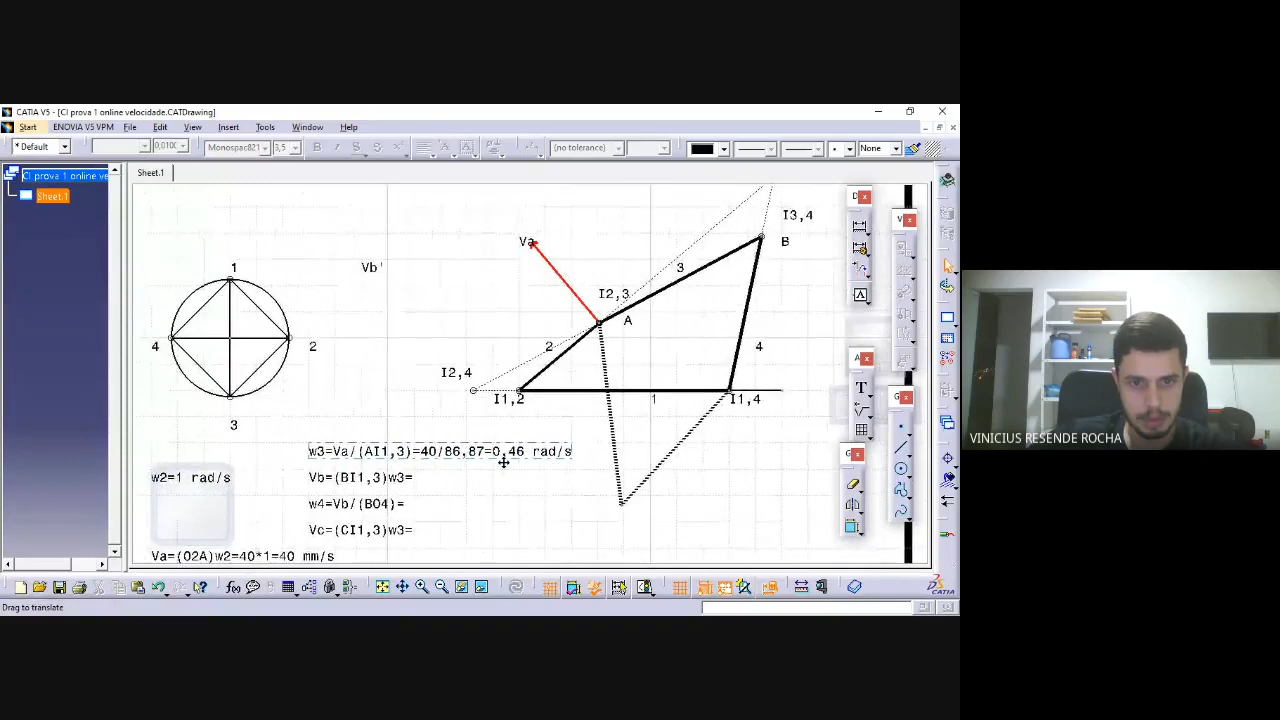 CATIA V5 - [CI prova 1 online velocidade.CATDrawing]
Start ENOVIA V5 VPM File Edit View Insert Tools Window Help
* Default 0,010 Monospac821 3,5 B I S S (no tolerance) None
CI prova 1 online ve
Sheet.1
Sheet.1
D
V
I3,4
Va
B
1
Vb'
3
I2,3
A
4
2
2
4
I2,4
A
I1,2
1
I1,4
G
3
VINICIUS RESENDE ROCHA
w3=Va/(AI1,3)=40/86,87=0,46 rad/s
G
w2=1 rad/s
Vb=(BI1,3)w3=
w4=Vb/(BO4)=
Vc=(CI1,3)w3=
Va=(O2A)w2=40*1=40 mm/s
CATIA
Drag to translate